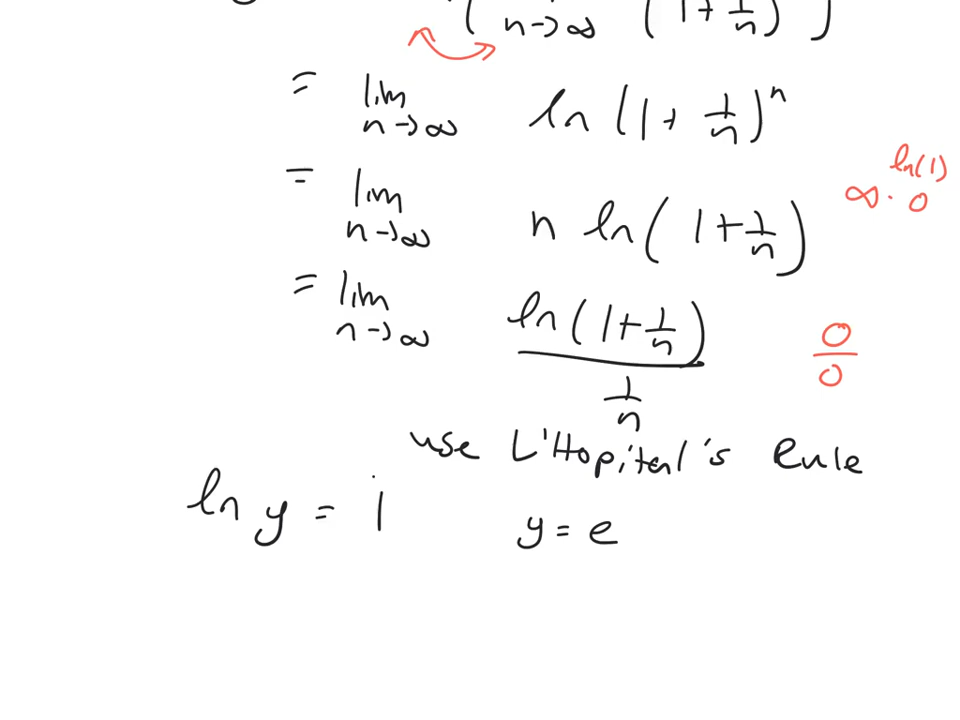 ( lim n→∞ (1 + 1/n) )
= lim n→∞ ln (1 + 1/n)^n
= lim n→∞ n ln (1 + 1/n) ∞ · 0 ln(1)
= lim n→∞ ln (1 + 1/n) / (1/n) 0/0
use L'Hopital's Rule
ln y = 1 y = e